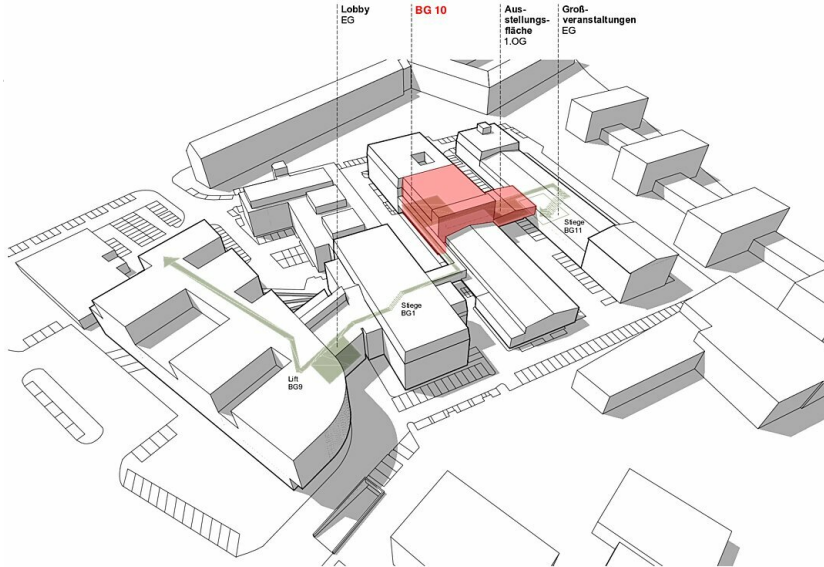 Lobby
EG
BG 10
Aus-
stellungs-
fläche
1.OG
Groß-
veranstaltungen
EG
Stiege
BG11
Stiege
BG1
Lift
BG9